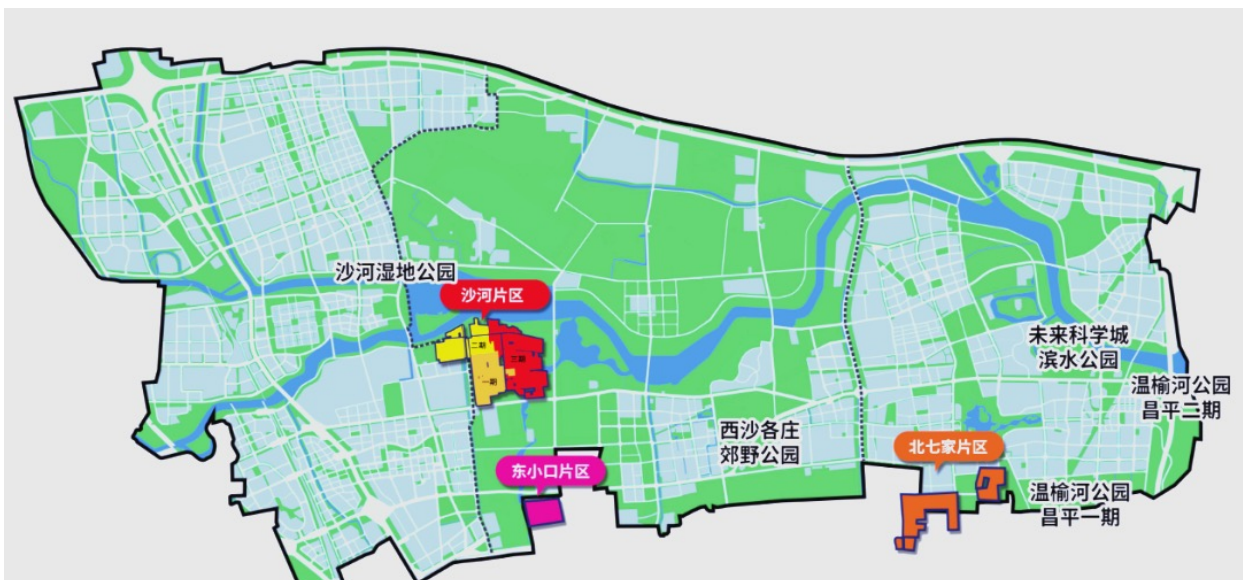 沙河湿地公园
沙河片区
二期
三期
一期
未来科学城
滨水公园
温榆河公园
昌平二期
西沙各庄
郊野公园
北七家片区
东小口片区
温榆河公园
昌平一期